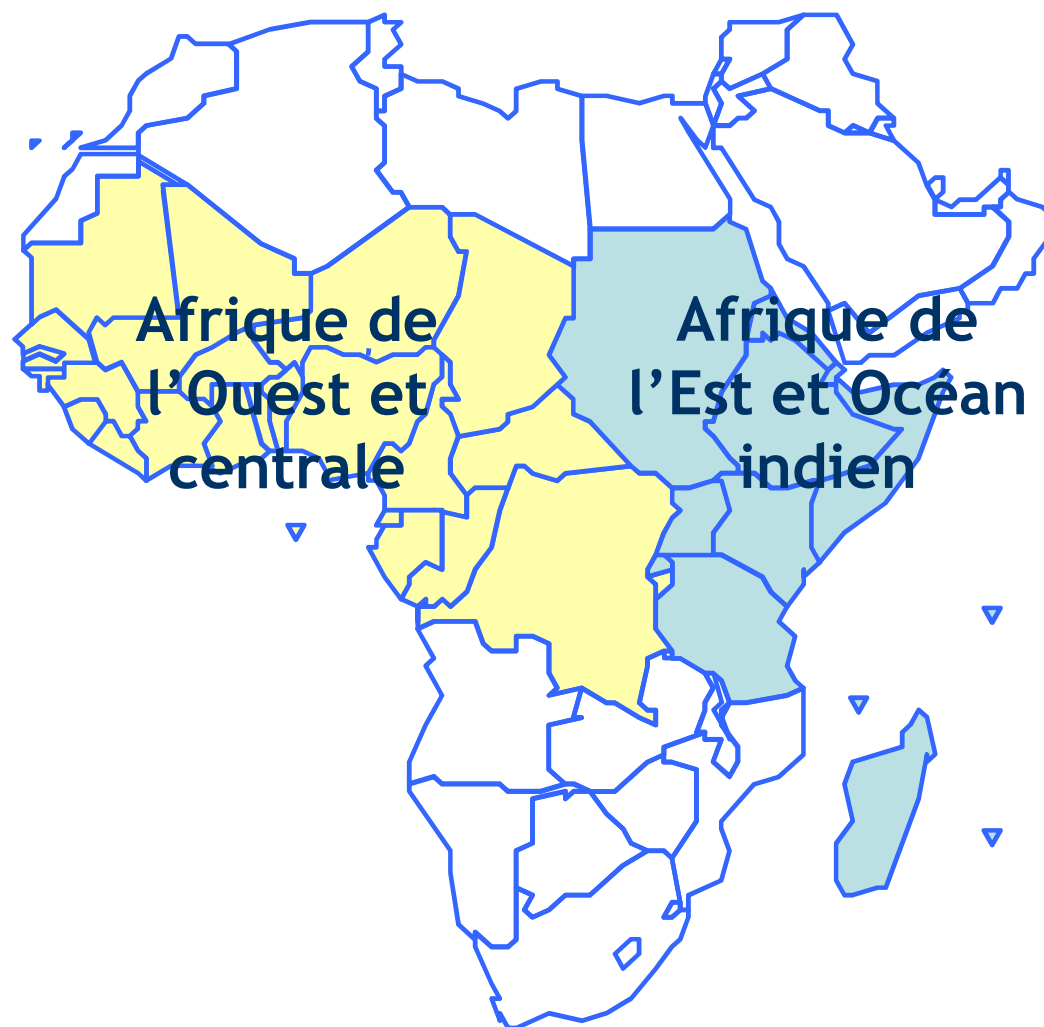 Afrique de
l’Ouest et
centrale
Afrique de
l’Est et Océan
indien